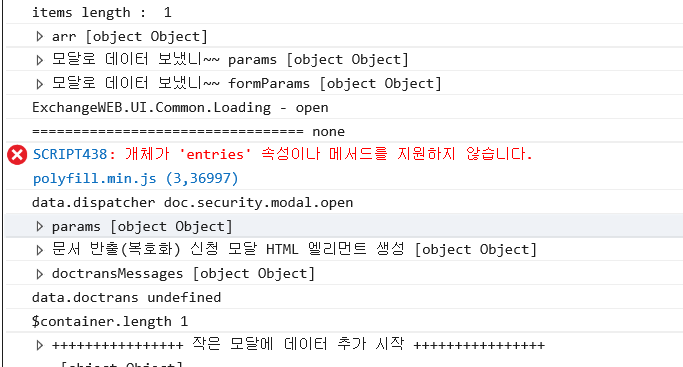 items length :  1
arr [object Object]
모달로 데이터 보냈니~~ params [object Object]
모달로 데이터 보냈니~~ formParams [object Object]
ExchangeWEB.UI.Common.Loading - open
================================= none
SCRIPT438: 개체가 'entries' 속성이나 메서드를 지원하지 않습니다.
polyfill.min.js (3,36997)
data.dispatcher doc.security.modal.open
params [object Object]
문서 반출(복호화) 신청 모달 HTML 엘리먼트 생성 [object Object]
doctransMessages [object Object]
data.doctrans undefined
$container.length 1
++++++++++++++++ 작은 모달에 데이터 추가 시작 ++++++++++++++++
[object Object]